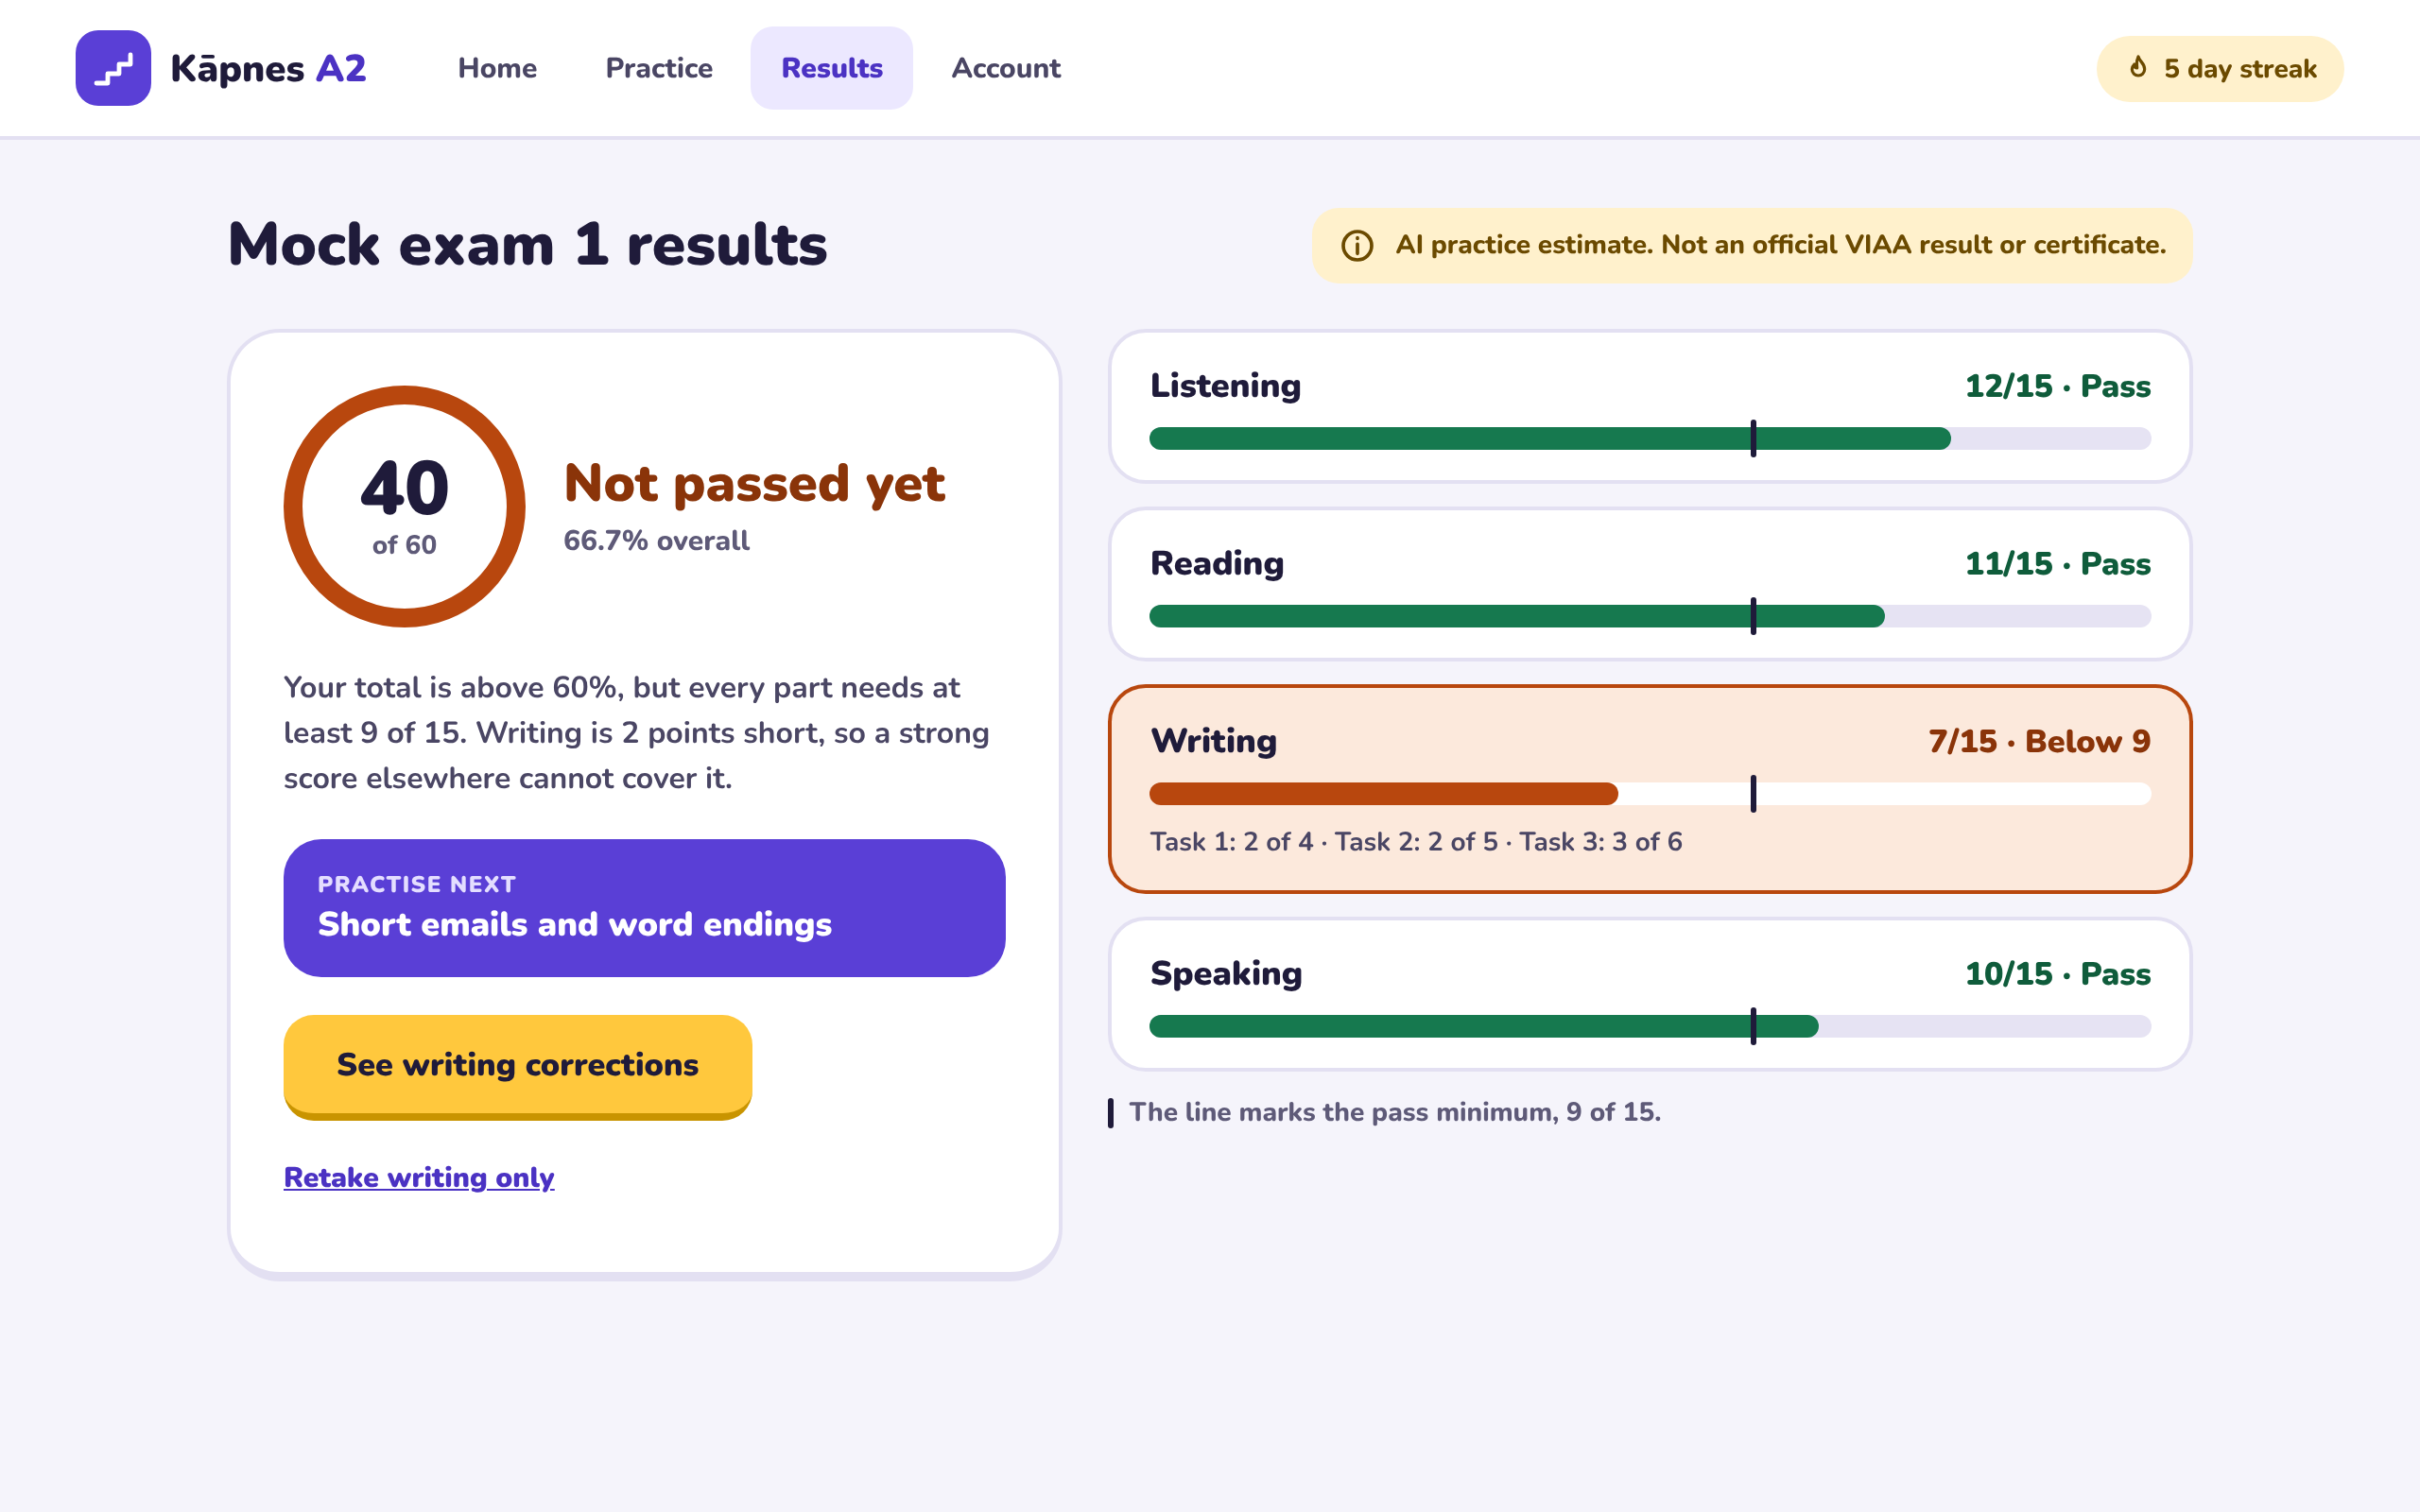 Kāpnes A2
Home
Practice
Results
Account
5 day streak
Mock exam 1 results
AI practice estimate. Not an official VIAA result or certificate.
40
of 60
Not passed yet
66.7% overall
Your total is above 60%, but every part needs at
least 9 of 15. Writing is 2 points short, so a strong
score elsewhere cannot cover it.
PRACTISE NEXT
Short emails and word endings
See writing corrections
Retake writing only
Listening
12/15 · Pass
Reading
11/15 · Pass
Writing
7/15 · Below 9
Task 1: 2 of 4 · Task 2: 2 of 5 · Task 3: 3 of 6
Speaking
10/15 · Pass
The line marks the pass minimum, 9 of 15.